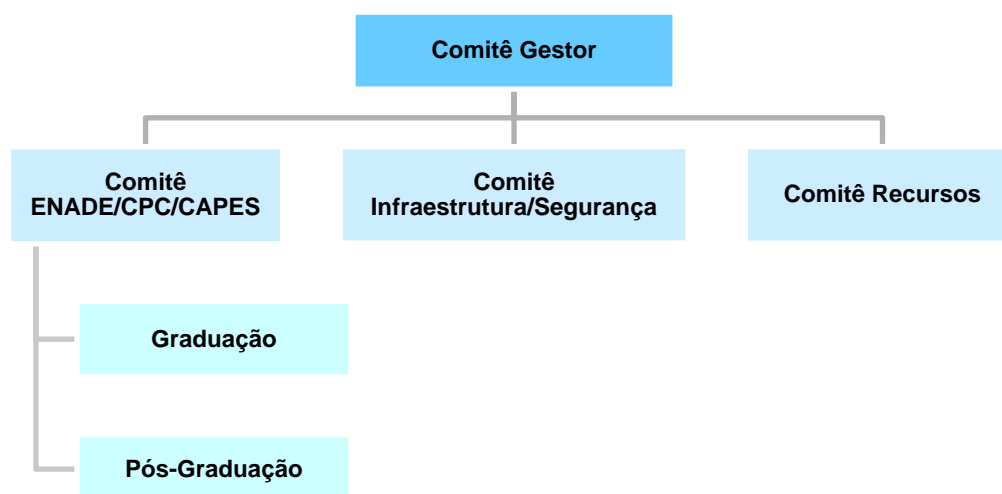 Comitê Gestor
Comitê
ENADE/CPC/CAPES
Comitê
Infraestrutura/Segurança
Comitê Recursos
Graduação
Pós-Graduação